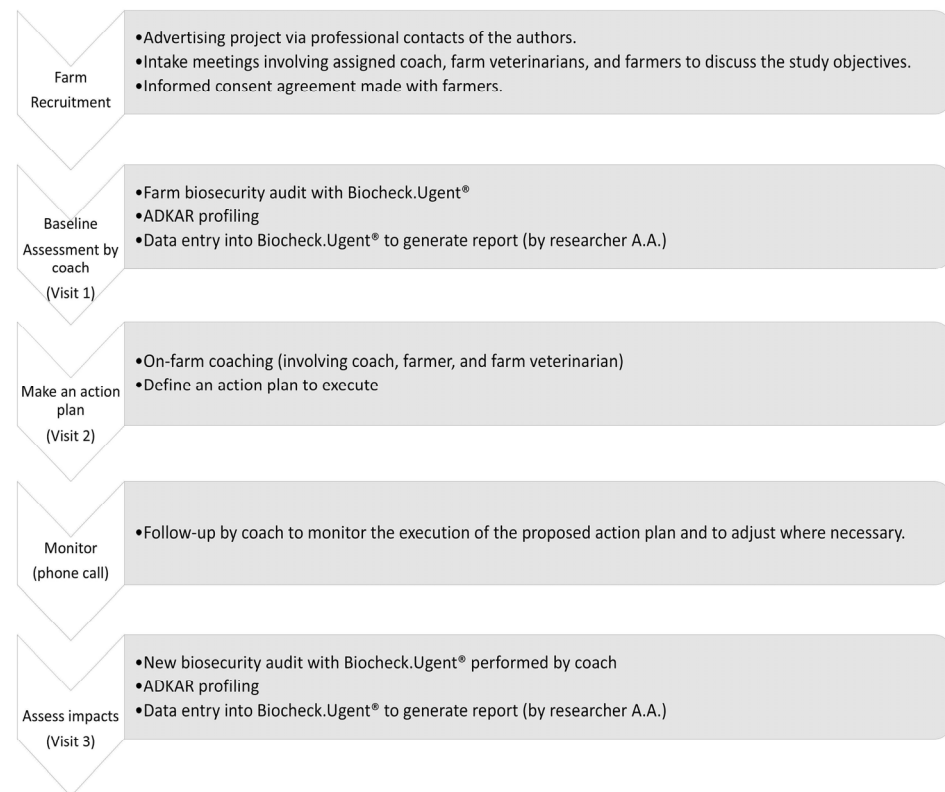 Farm
Recruitment
•Advertising project via professional contacts of the authors.
•Intake meetings involving assigned coach, farm veterinarians, and farmers to discuss the study objectives.
•Informed consent agreement made with farmers.
Baseline
Assessment by
coach
(Visit 1)
•Farm biosecurity audit with Biocheck.Ugent®
•ADKAR profiling
•Data entry into Biocheck.Ugent® to generate report (by researcher A.A.)
Make an action
plan
(Visit 2)
•On-farm coaching (involving coach, farmer, and farm veterinarian)
•Define an action plan to execute
Monitor
(phone call)
•Follow-up by coach to monitor the execution of the proposed action plan and to adjust where necessary.
Assess impacts
(Visit 3)
•New biosecurity audit with Biocheck.Ugent® performed by coach
•ADKAR profiling
•Data entry into Biocheck.Ugent® to generate report (by researcher A.A.)